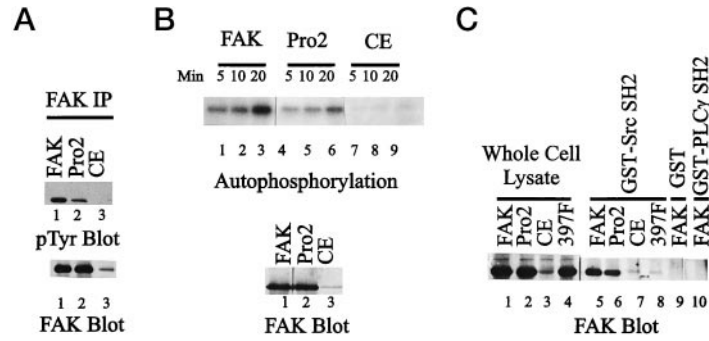 A
FAK IP
FAK Pro2 CE
1 2 3
pTyr Blot
1 2 3
FAK Blot
B
FAK Pro2 CE
Min 5 10 20 5 10 20 5 10 20
1 2 3 4 5 6 7 8 9
Autophosphorylation
FAK Pro2 CE
1 2 3
FAK Blot
C
Whole Cell
Lysate
GST-Src SH2
GST
GST-PLCγ SH2
FAK Pro2 CE 397F FAK Pro2 CE 397F FAK FAK
1 2 3 4 5 6 7 8 9 10
FAK Blot